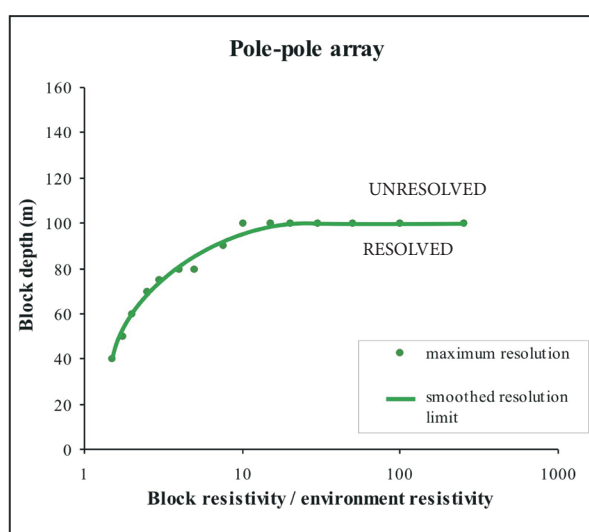 Pole-pole array
Block depth (m)
160
140
120
100
80
60
40
20
0
UNRESOLVED
RESOLVED
maximum resolution
smoothed resolution
limit
1
10
100
1000
Block resistivity / environment resistivity